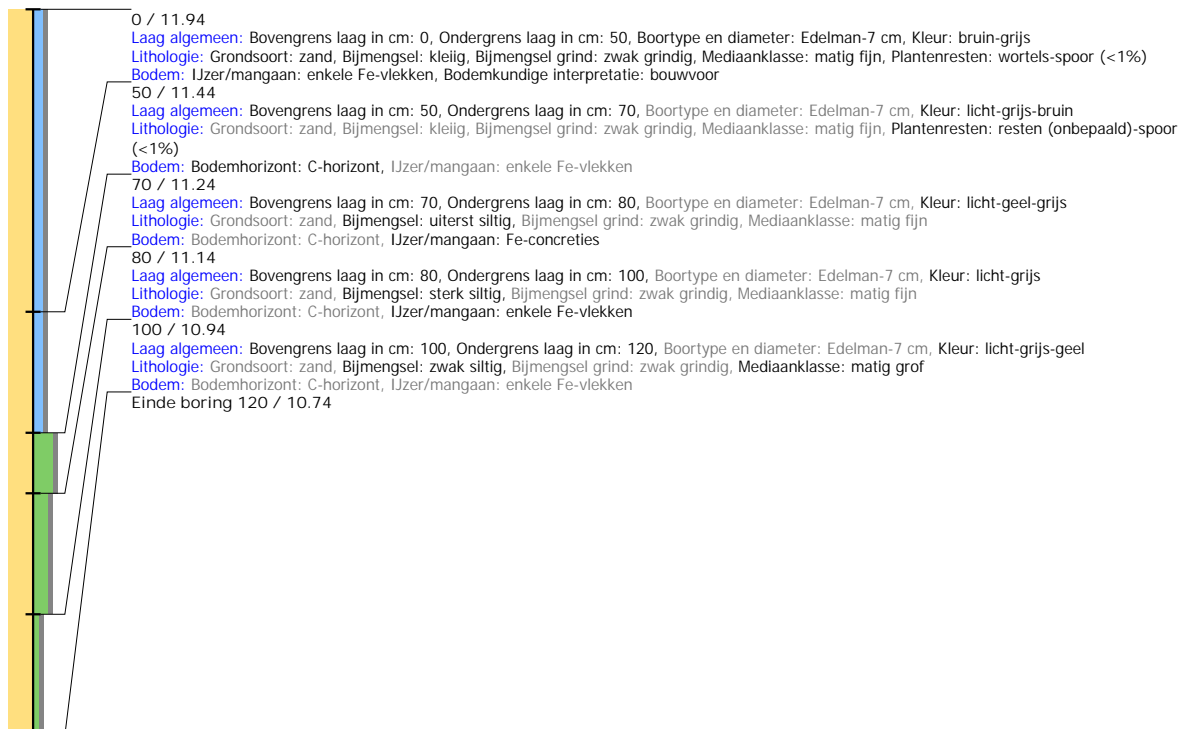 0 / 11.94
Laag algemeen: Bovengrens laag in cm: 0, Ondergrens laag in cm: 50, Boortype en diameter: Edelman-7 cm, Kleur: bruin-grijs
Lithologie: Grondsoort: zand, Bijmengsel: kleiig, Bijmengsel grind: zwak grindig, Mediaanklasse: matig fijn, Plantenresten: wortels-spoor (<1%)
Bodem: IJzer/mangaan: enkele Fe-vlekken, Bodemkundige interpretatie: bouwvoor
50 / 11.44
Laag algemeen: Bovengrens laag in cm: 50, Ondergrens laag in cm: 70, Boortype en diameter: Edelman-7 cm, Kleur: licht-grijs-bruin
Lithologie: Grondsoort: zand, Bijmengsel: kleiig, Bijmengsel grind: zwak grindig, Mediaanklasse: matig fijn, Plantenresten: resten (onbepaald)-spoor
(<1%)
Bodem: Bodemhorizont: C-horizont, IJzer/mangaan: enkele Fe-vlekken
70 / 11.24
Laag algemeen: Bovengrens laag in cm: 70, Ondergrens laag in cm: 80, Boortype en diameter: Edelman-7 cm, Kleur: licht-geel-grijs
Lithologie: Grondsoort: zand, Bijmengsel: uiterst siltig, Bijmengsel grind: zwak grindig, Mediaanklasse: matig fijn
Bodem: Bodemhorizont: C-horizont, IJzer/mangaan: Fe-concreties
80 / 11.14
Laag algemeen: Bovengrens laag in cm: 80, Ondergrens laag in cm: 100, Boortype en diameter: Edelman-7 cm, Kleur: licht-grijs
Lithologie: Grondsoort: zand, Bijmengsel: sterk siltig, Bijmengsel grind: zwak grindig, Mediaanklasse: matig fijn
Bodem: Bodemhorizont: C-horizont, IJzer/mangaan: enkele Fe-vlekken
100 / 10.94
Laag algemeen: Bovengrens laag in cm: 100, Ondergrens laag in cm: 120, Boortype en diameter: Edelman-7 cm, Kleur: licht-grijs-geel
Lithologie: Grondsoort: zand, Bijmengsel: zwak siltig, Bijmengsel grind: zwak grindig, Mediaanklasse: matig grof
Bodem: Bodemhorizont: C-horizont, IJzer/mangaan: enkele Fe-vlekken
Einde boring 120 / 10.74